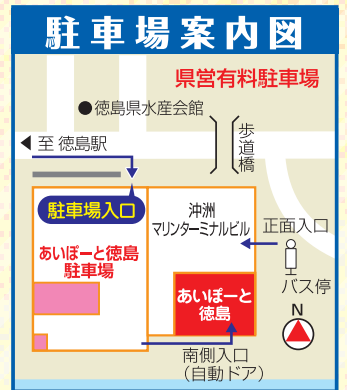 駐車場案内図
県営有料駐車場
●徳島県水産会館
◀至 徳島駅
歩道橋
駐車場入口
沖洲
マリンターミナルビル
正面入口
あいぽーと徳島
駐車場
バス停
あいぽーと
徳島
N
南側入口
(自動ドア)